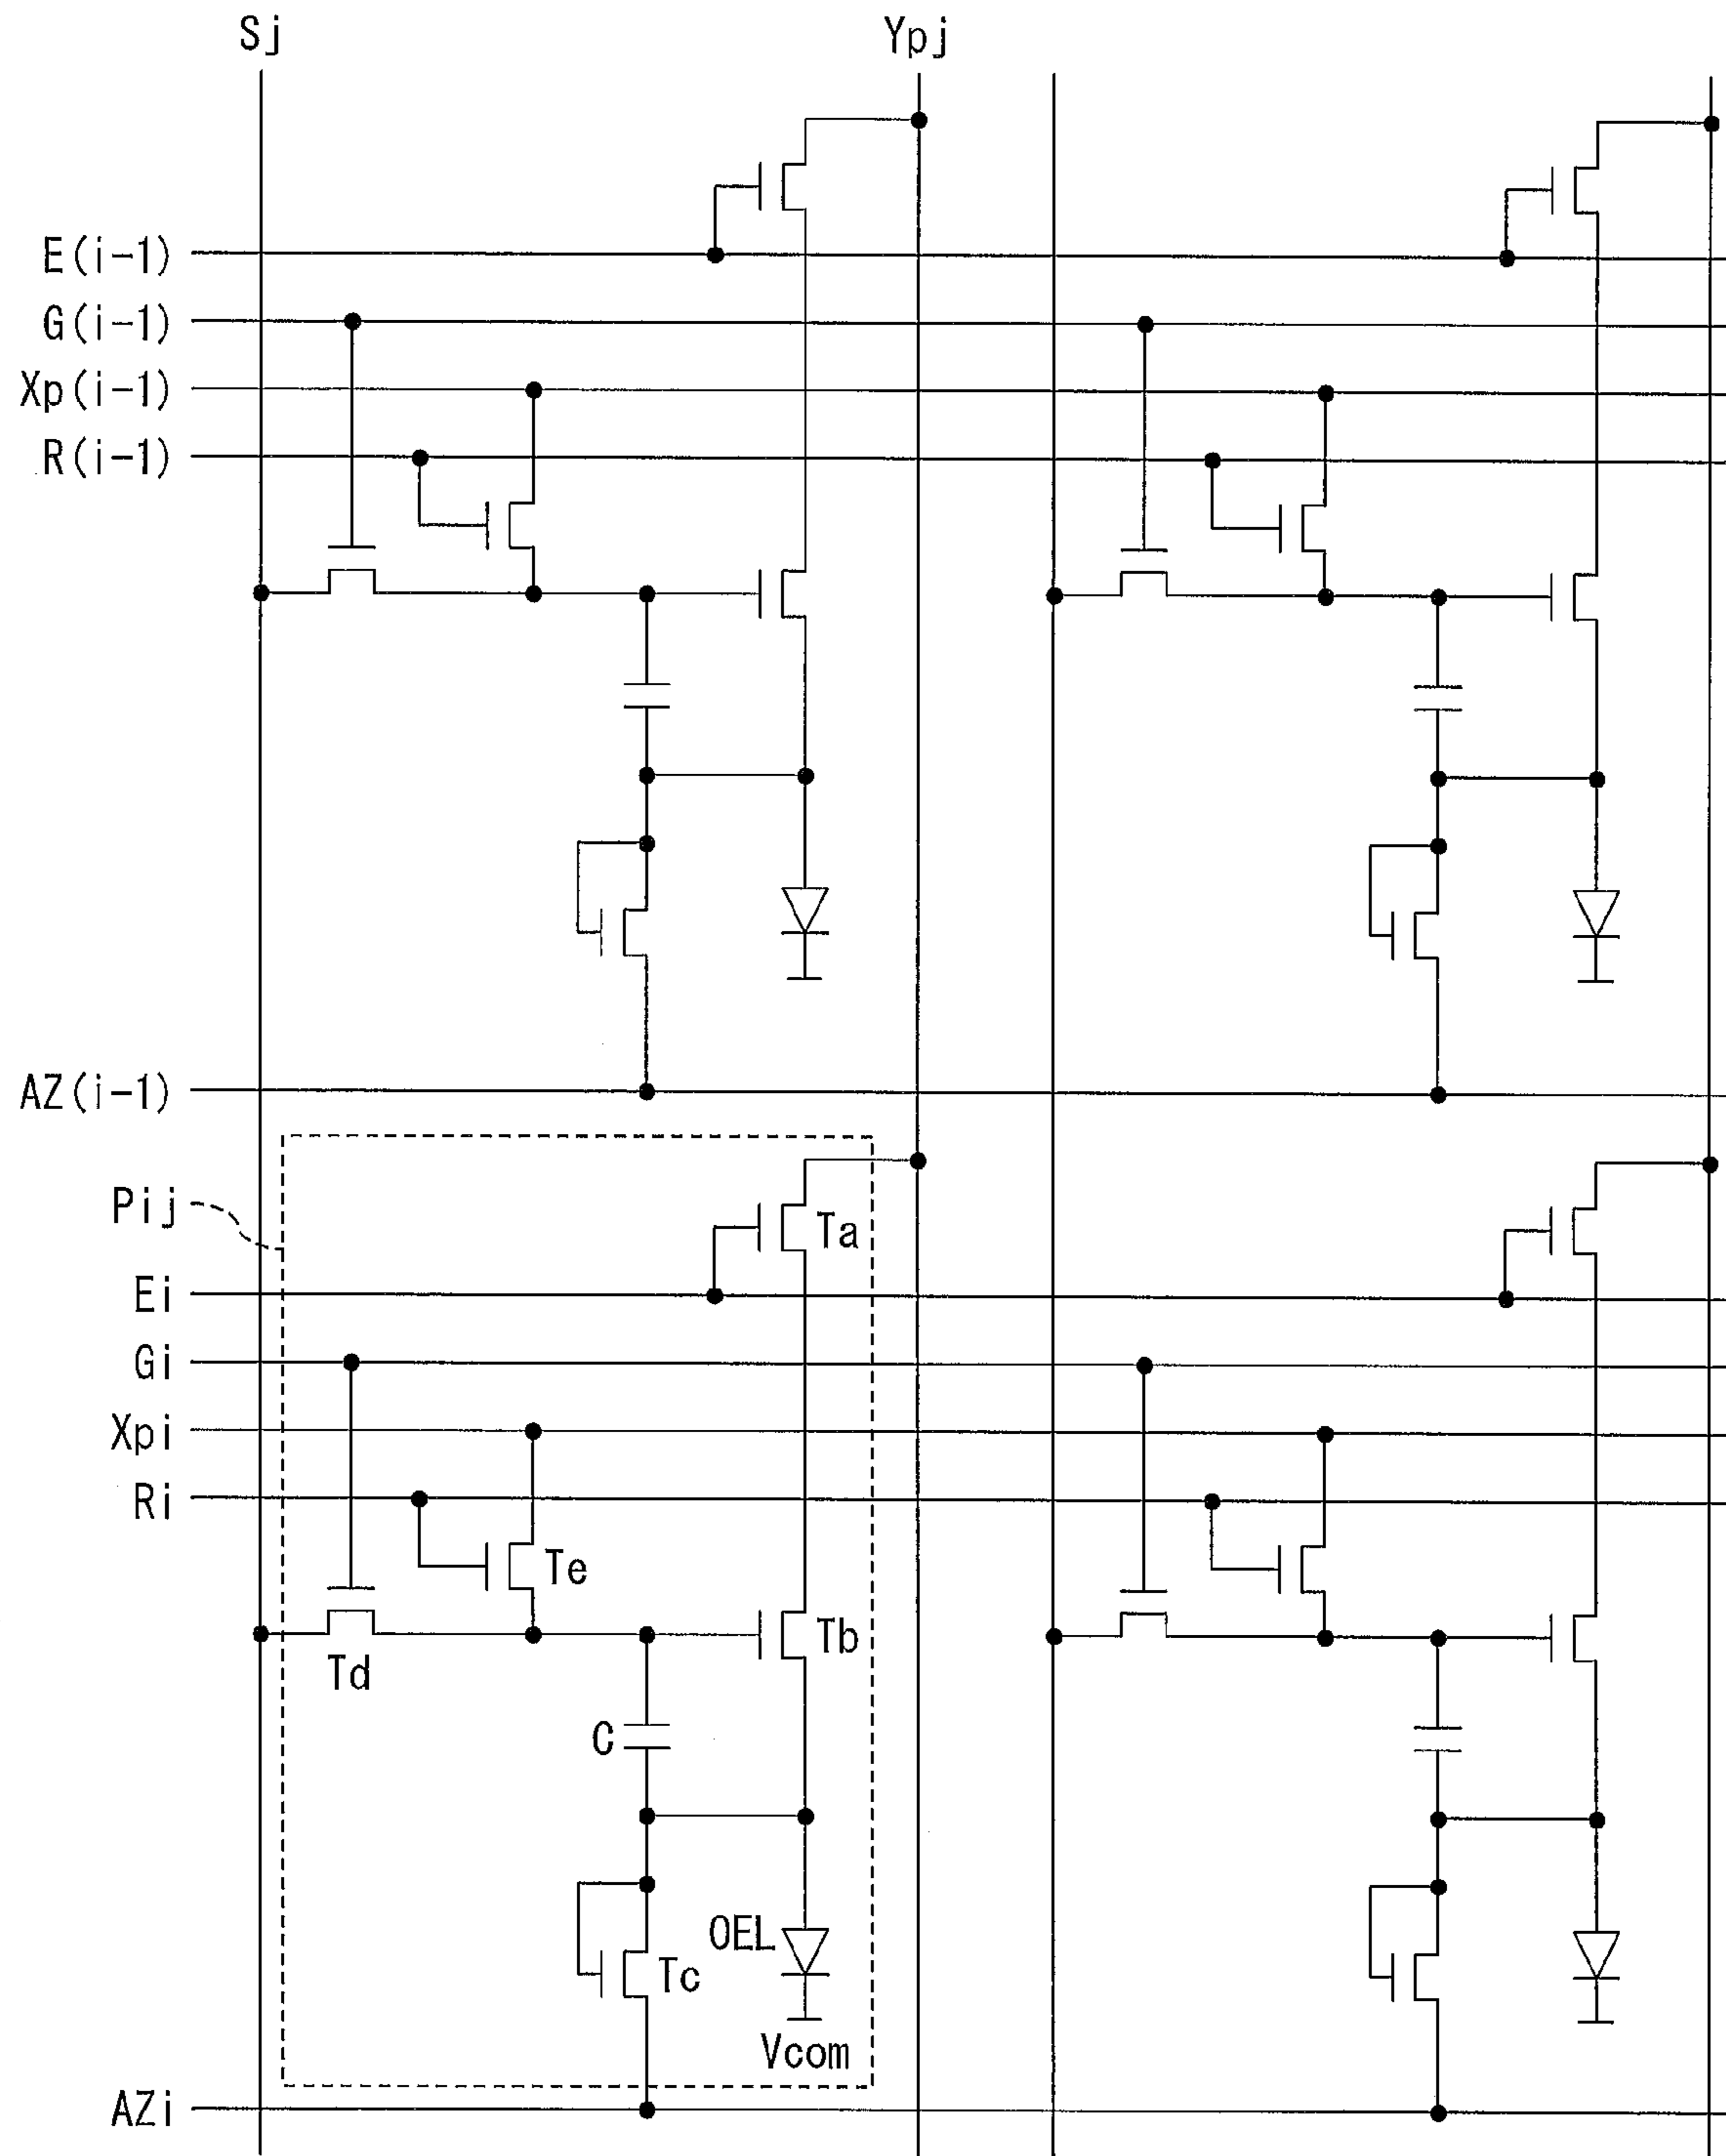 Sj
Ypj
E(i-1)
G(i-1)
Xp(i-1)
R(i-1)
AZ(i-1)
Pij
Ta
Ei
Gi
Xpi
Ri
Te
Tb
Td
C
OEL
Tc
Vcom
AZi